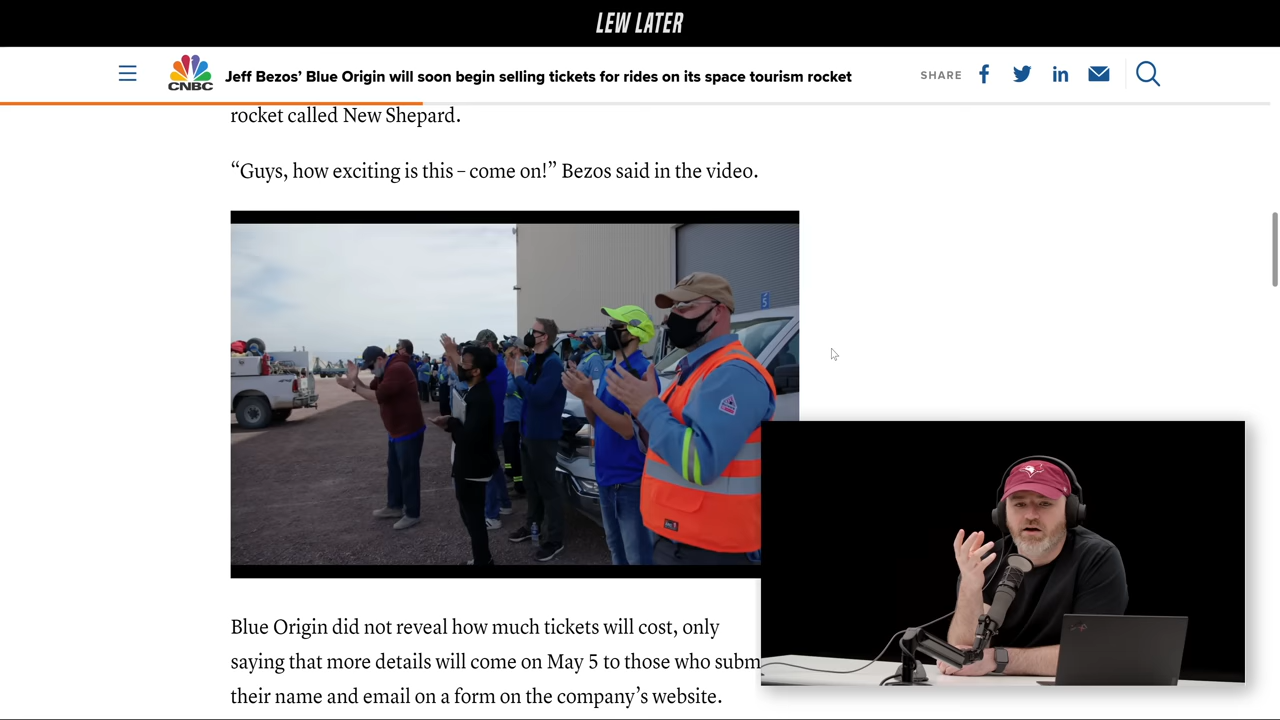 LEW LATER
CNBC
Jeff Bezos’ Blue Origin will soon begin selling tickets for rides on its space tourism rocket
SHARE
rocket called New Shepard.
“Guys, how exciting is this – come on!” Bezos said in the video.
5
Blue Origin did not reveal how much tickets will cost, only
saying that more details will come on May 5 to those who subm
their name and email on a form on the company’s website.